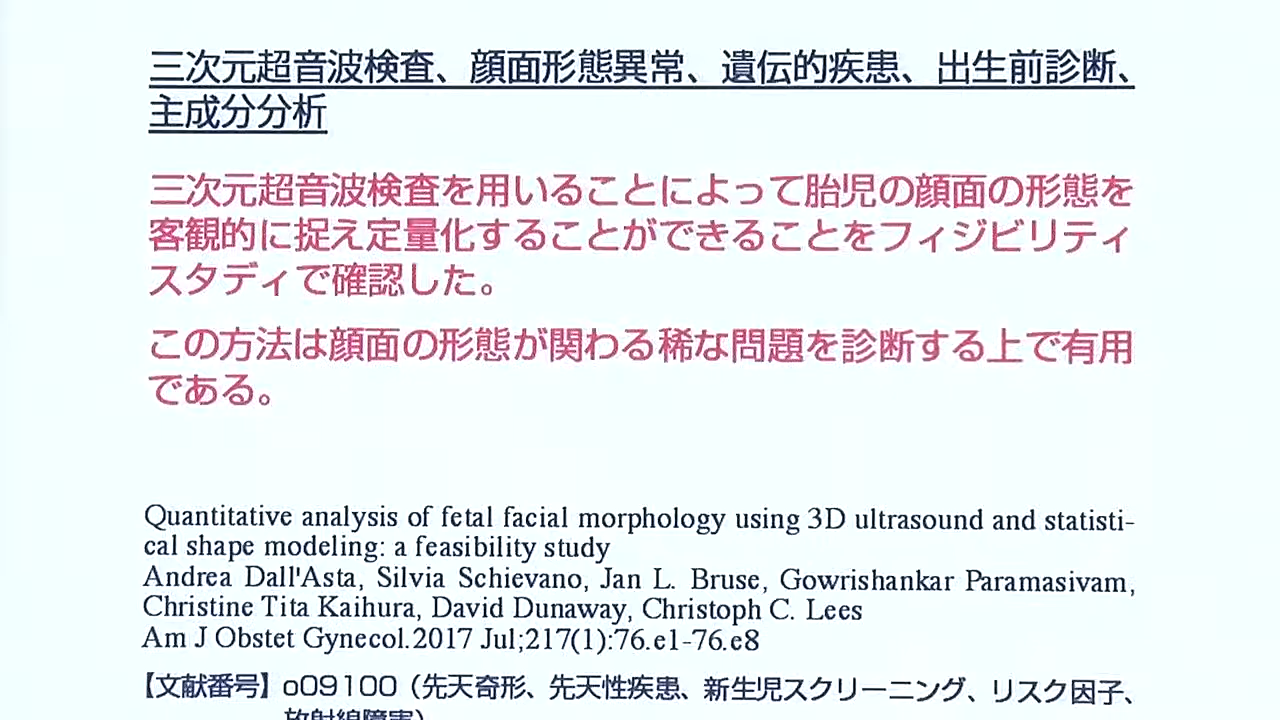 三次元超音波検査、顔面形態異常、遺伝的疾患、出生前診断、
主成分分析
三次元超音波検査を用いることによって胎児の顔面の形態を
客観的に捉え定量化することができることをフィジビリティ
スタディで確認した。
この方法は顔面の形態が関わる稀な問題を診断する上で有用
である。
Quantitative analysis of fetal facial morphology using 3D ultrasound and statisti-
cal shape modeling: a feasibility study
Andrea Dall'Asta, Silvia Schievano, Jan L. Bruse, Gowrishankar Paramasivam,
Christine Tita Kaihura, David Dunaway, Christoph C. Lees
Am J Obstet Gynecol.2017 Jul;217(1):76.e1-76.e8
【文献番号】o09100（先天奇形、先天性疾患、新生児スクリーニング、リスク因子、
放射線障害）